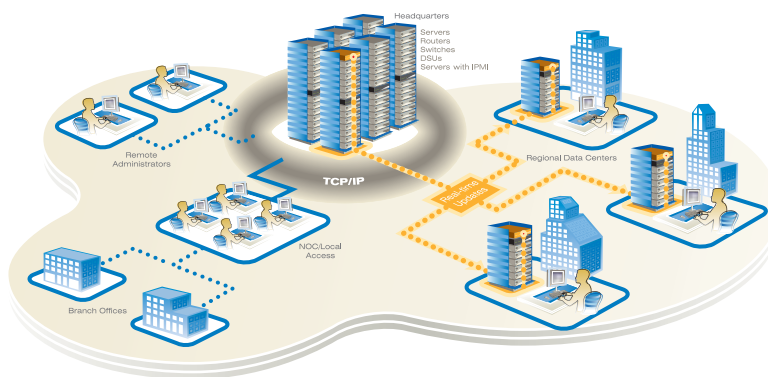 Headquarters
Servers
Routers
Switches
DSUs
Servers with IPMI
Remote
Administrators
TCP/IP
Regional Data Centers
Real-time
Updates
NOC/Local
Access
Branch Offices